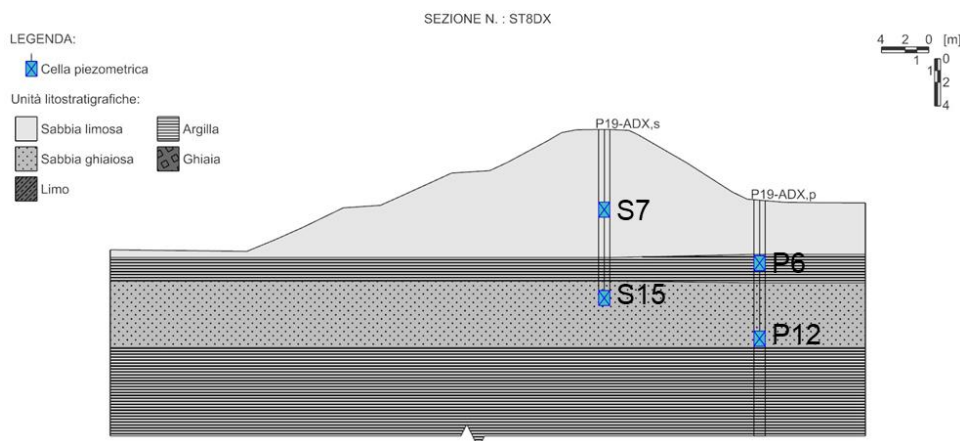 SEZIONE N. : ST8DX
LEGENDA:
Cella piezometrica
Unità litostratigrafiche:
Sabbia limosa
Argilla
Sabbia ghiaiosa
Ghiaia
Limo
4 2 0 [m]
1
0
1
2
4
P19-ADX,s
P19-ADX,p
S7
P6
S15
P12